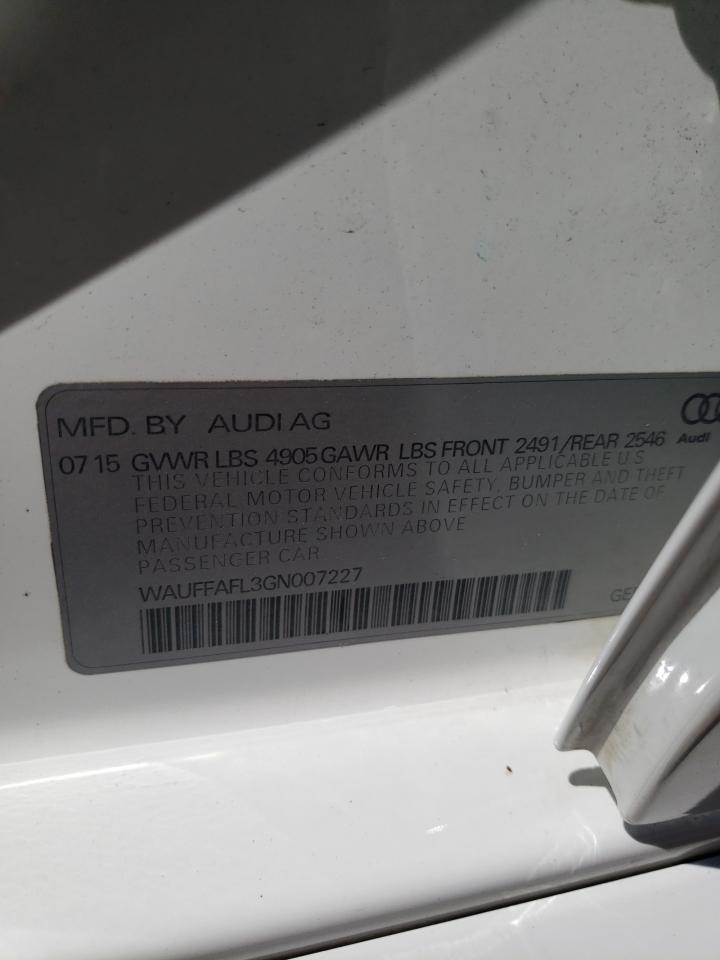 MFD. BY AUDI AG
Audi
07 15 GVWR LBS 4905 GAWR LBS FRONT 2491/REAR 2546
THIS VEHICLE CONFORMS TO ALL APPLICABLE U S
FEDERAL MOTOR VEHICLE SAFETY, BUMPER AND THEFT
PREVENTION STANDARDS IN EFFECT ON THE DATE OF
MANUFACTURE SHOWN ABOVE
PASSENGER CAR
WAUFFAFL3GN007227